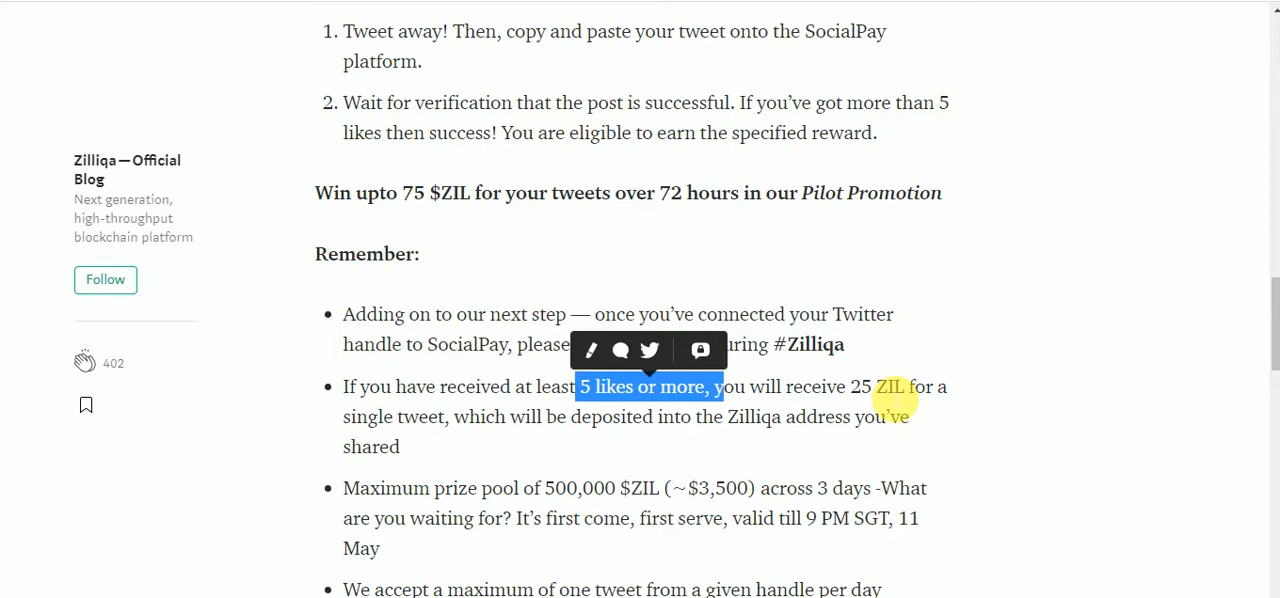 1. Tweet away! Then, copy and paste your tweet onto the SocialPay
platform.
2. Wait for verification that the post is successful. If you've got more than 5
likes then success! You are eligible to earn the specified reward.
Zilliqa — Official
Blog
Next generation,
high-throughput
blockchain platform
Follow
402
Win upto 75 $ZIL for your tweets over 72 hours in our Pilot Promotion
Remember:
• Adding on to our next step — once you've connected your Twitter
handle to SocialPay, please uring #Zilliqa
• If you have received at least 5 likes or more, you will receive 25 ZIL for a
single tweet, which will be deposited into the Zilliqa address you've
shared
• Maximum prize pool of 500,000 $ZIL (~$3,500) across 3 days -What
are you waiting for? It's first come, first serve, valid till 9 PM SGT, 11
May
• We accept a maximum of one tweet from a given handle per day